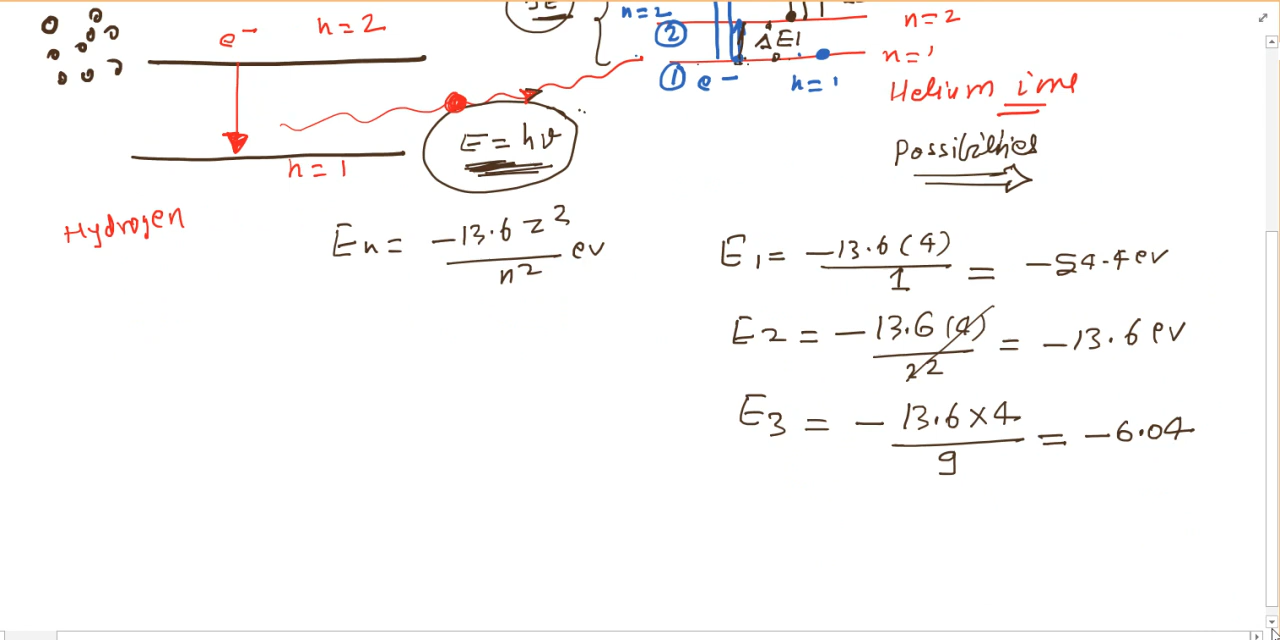 n=2
n=2
e⁻ n=2
② ΔE1
n=1
① e⁻ n=1
Helium ime
E=hν
Possibilities
n=1
Hydrogen
En = -13.6 z² / n² ev
E1 = -13.6(4) / 1 = -54.4 ev
E2 = -13.6(4) / 2² = -13.6 ev
E3 = -13.6×4 / 9 = -6.04